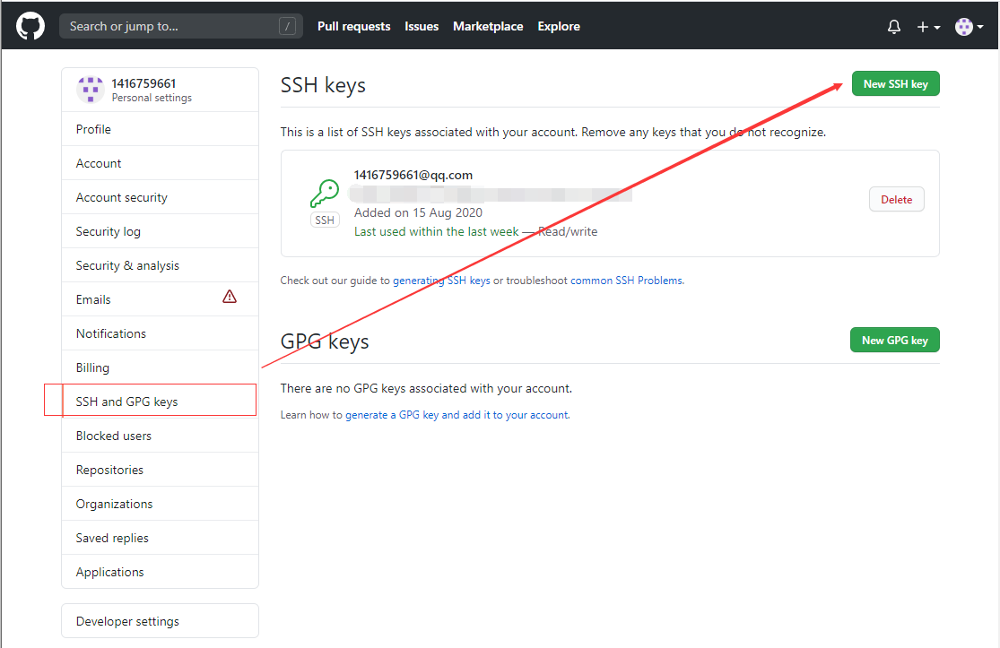 Search or jump to... /
Pull requests Issues Marketplace Explore
1416759661
Personal settings
Profile
Account
Account security
Security log
Security & analysis
Emails
Notifications
Billing
SSH and GPG keys
Blocked users
Repositories
Organizations
Saved replies
Applications
Developer settings
SSH keys
New SSH key
This is a list of SSH keys associated with your account. Remove any keys that you do not recognize.
1416759661@qq.com
SSH
Added on 15 Aug 2020
Last used within the last week — Read/write
Delete
Check out our guide to generating SSH keys or troubleshoot common SSH Problems.
GPG keys
New GPG key
There are no GPG keys associated with your account.
Learn how to generate a GPG key and add it to your account.